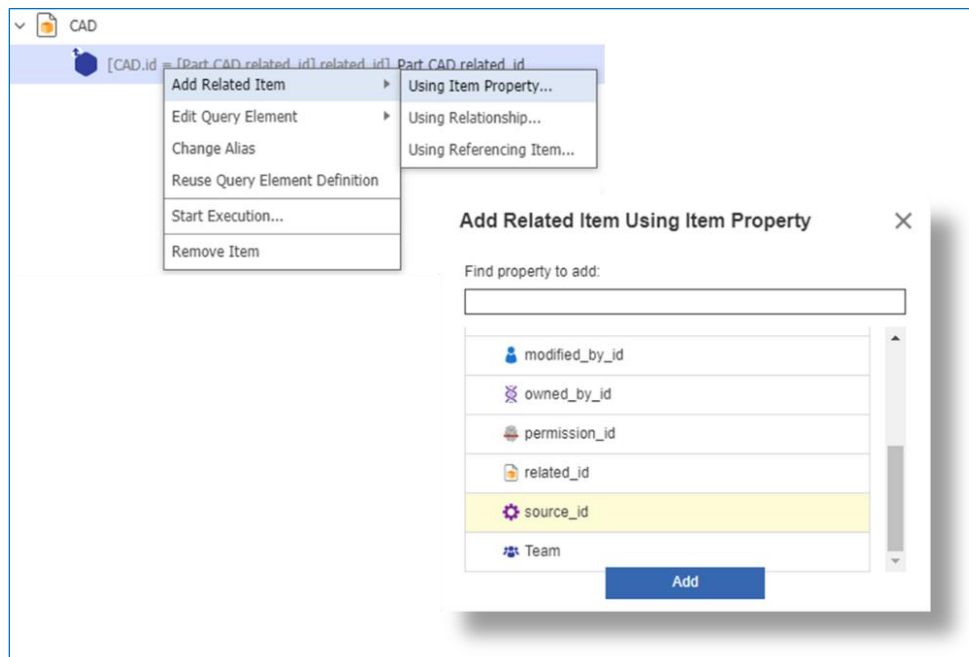 CAD
[CAD.id = [Part CAD.related_id].related_id] Part CAD.related_id
Add Related Item
Edit Query Element
Change Alias
Reuse Query Element Definition
Start Execution...
Remove Item
Using Item Property...
Using Relationship...
Using Referencing Item...
Add Related Item Using Item Property
Find property to add:
modified_by_id
owned_by_id
permission_id
related_id
source_id
Team
Add